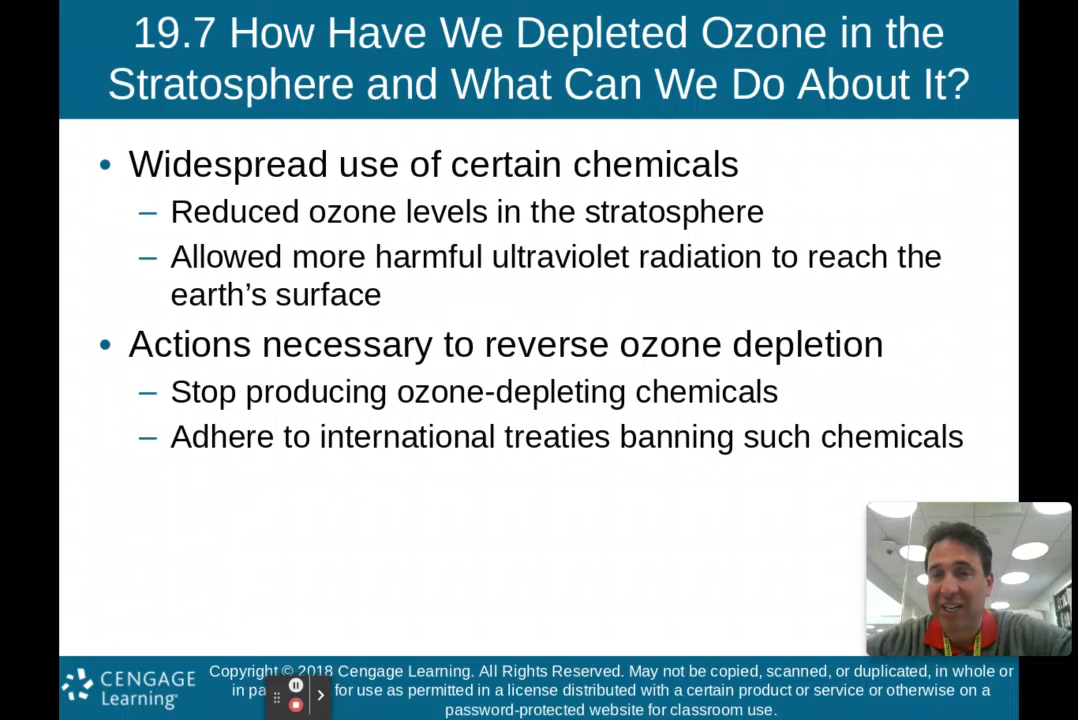 19.7 How Have We Depleted Ozone in the
Stratosphere and What Can We Do About It?
• Widespread use of certain chemicals
– Reduced ozone levels in the stratosphere
– Allowed more harmful ultraviolet radiation to reach the
earth’s surface
• Actions necessary to reverse ozone depletion
– Stop producing ozone-depleting chemicals
– Adhere to international treaties banning such chemicals
CENGAGE
Learning
Copyright © 2018 Cengage Learning. All Rights Reserved. May not be copied, scanned, or duplicated, in whole or
in pa for use as permitted in a license distributed with a certain product or service or otherwise on a
password-protected website for classroom use.